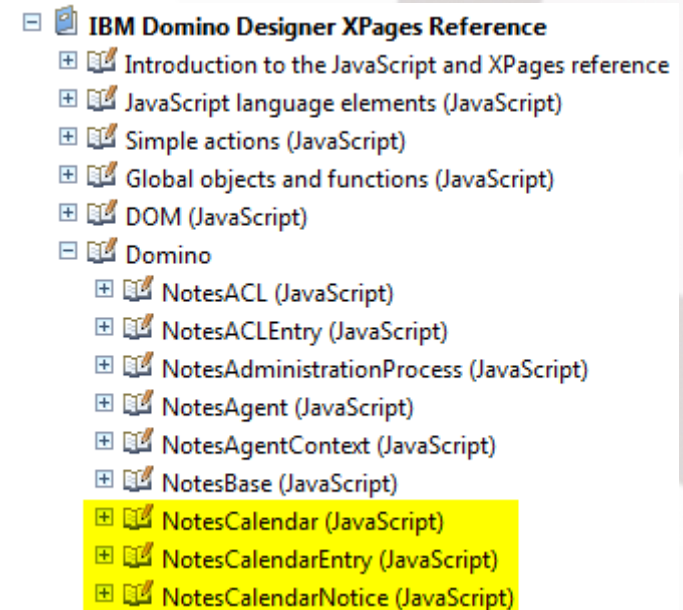 IBM Domino Designer XPages Reference
Introduction to the JavaScript and XPages reference
JavaScript language elements (JavaScript)
Simple actions (JavaScript)
Global objects and functions (JavaScript)
DOM (JavaScript)
Domino
NotesACL (JavaScript)
NotesACLEntry (JavaScript)
NotesAdministrationProcess (JavaScript)
NotesAgent (JavaScript)
NotesAgentContext (JavaScript)
NotesBase (JavaScript)
NotesCalendar (JavaScript)
NotesCalendarEntry (JavaScript)
NotesCalendarNotice (JavaScript)